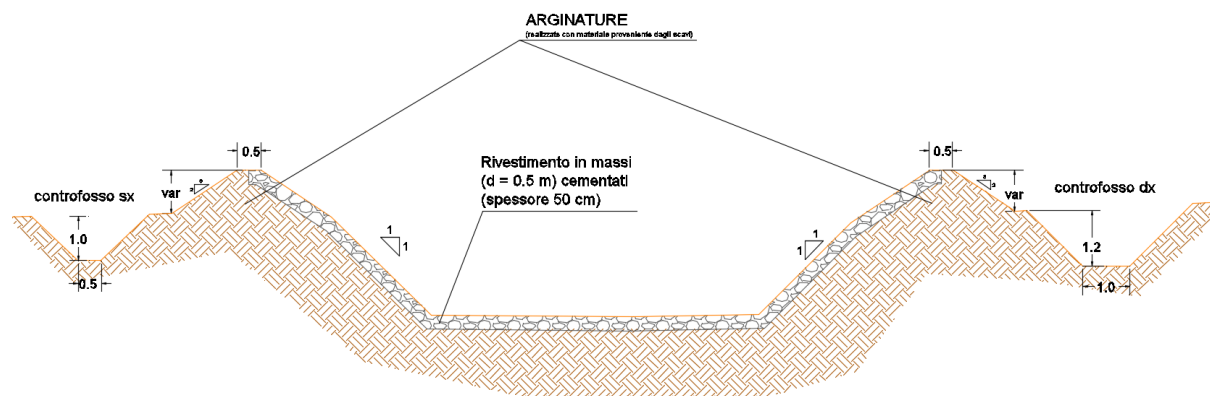 ARGINATURE
(realizzate con materiale proveniente dagli scavi)
0.5
0.5
Rivestimento in massi
(d = 0.5 m) cementati
(spessore 50 cm)
controfosso sx
var
1.0
0.5
1
1
1
1
var
controfosso dx
1.2
1.0